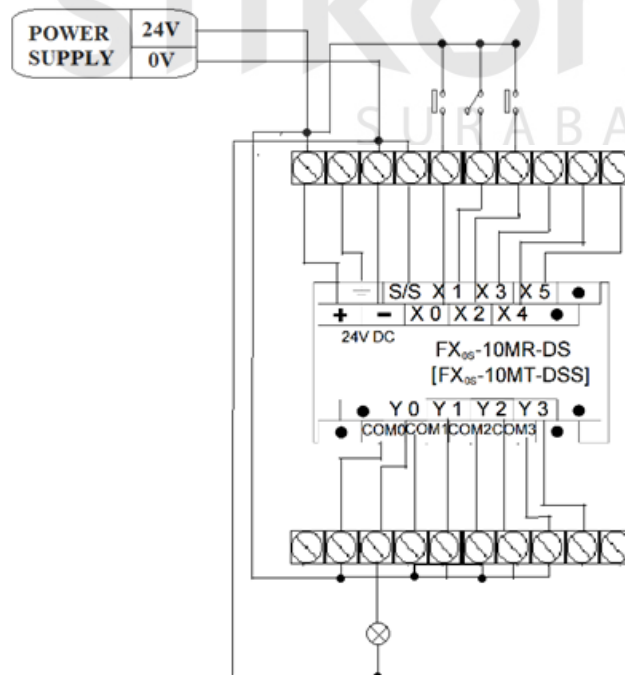 POWER SUPPLY
24V
0V
SURABA
S/S X 1 X 3 X 5
+ - X 0 X 2 X 4
24V DC
FX0S-10MR-DS
[FX0S-10MT-DSS]
Y 0 Y 1 Y 2 Y 3
COM0 COM1 COM2 COM3